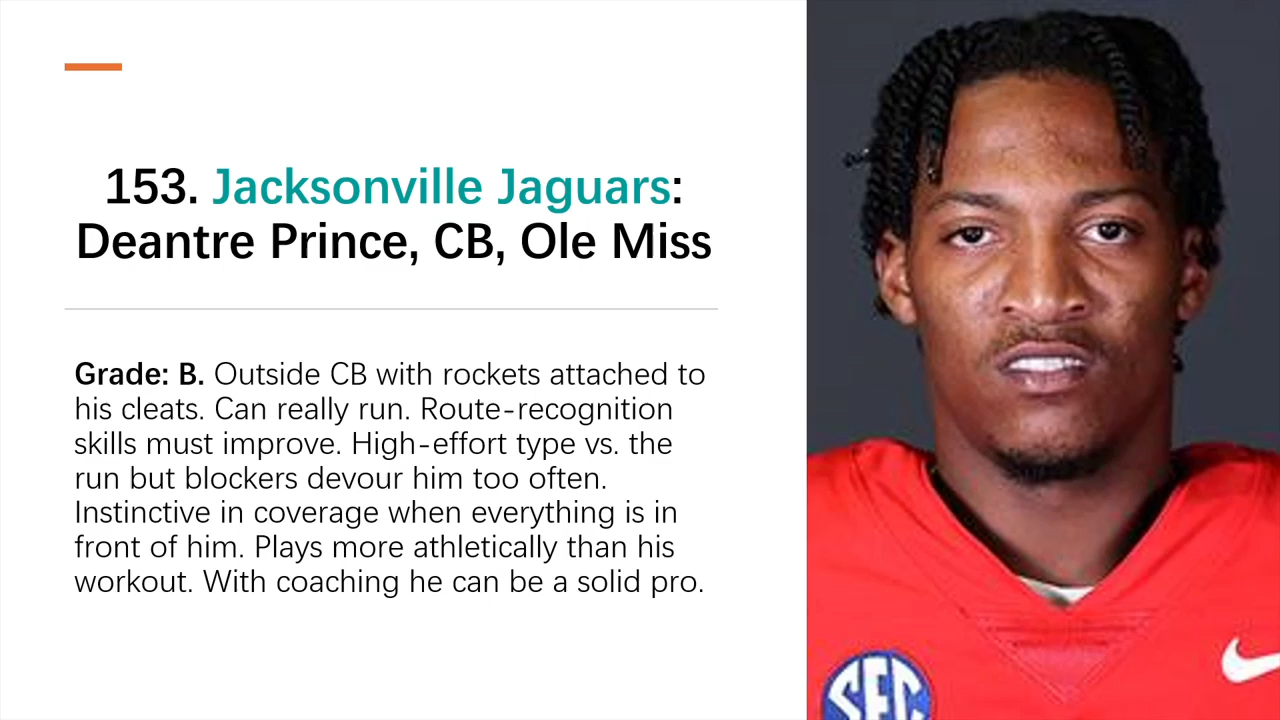 153. Jacksonville Jaguars:
Deantre Prince, CB, Ole Miss
Grade: B. Outside CB with rockets attached to
his cleats. Can really run. Route-recognition
skills must improve. High-effort type vs. the
run but blockers devour him too often.
Instinctive in coverage when everything is in
front of him. Plays more athletically than his
workout. With coaching he can be a solid pro.
SEC